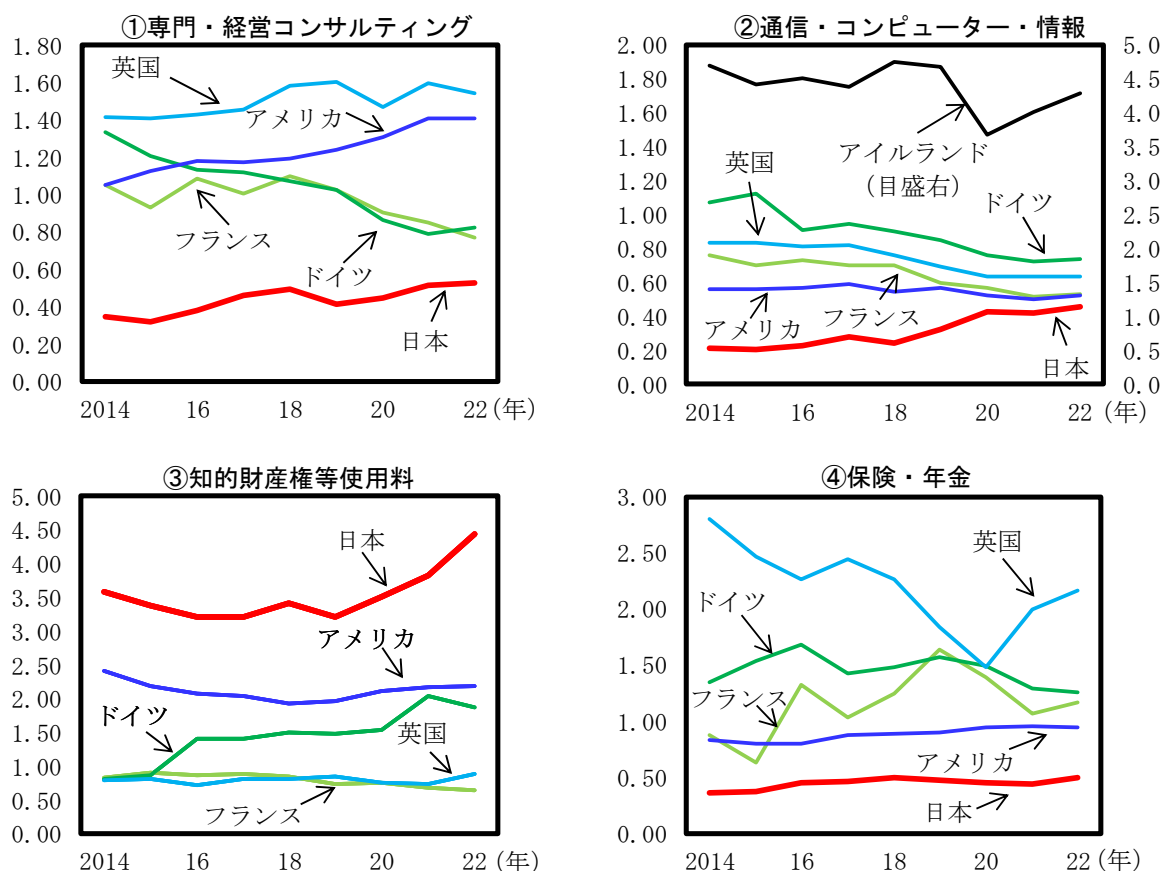 ①専門・経営コンサルティング
1.80
1.60
1.40
1.20
1.00
0.80
0.60
0.40
0.20
0.00
英国
アメリカ
フランス
ドイツ
日本
2014 16 18 20 22(年)
②通信・コンピューター・情報
2.00
1.80
1.60
1.40
1.20
1.00
0.80
0.60
0.40
0.20
0.00
5.0
4.5
4.0
3.5
3.0
2.5
2.0
1.5
1.0
0.5
0.0
英国
アイルランド
（目盛右）
ドイツ
アメリカ
フランス
日本
2014 16 18 20 22(年)
③知的財産権等使用料
5.00
4.50
4.00
3.50
3.00
2.50
2.00
1.50
1.00
0.50
0.00
日本
アメリカ
ドイツ
英国
フランス
2014 16 18 20 22(年)
④保険・年金
3.00
2.50
2.00
1.50
1.00
0.50
0.00
英国
ドイツ
フランス
アメリカ
日本
2014 16 18 20 22(年)